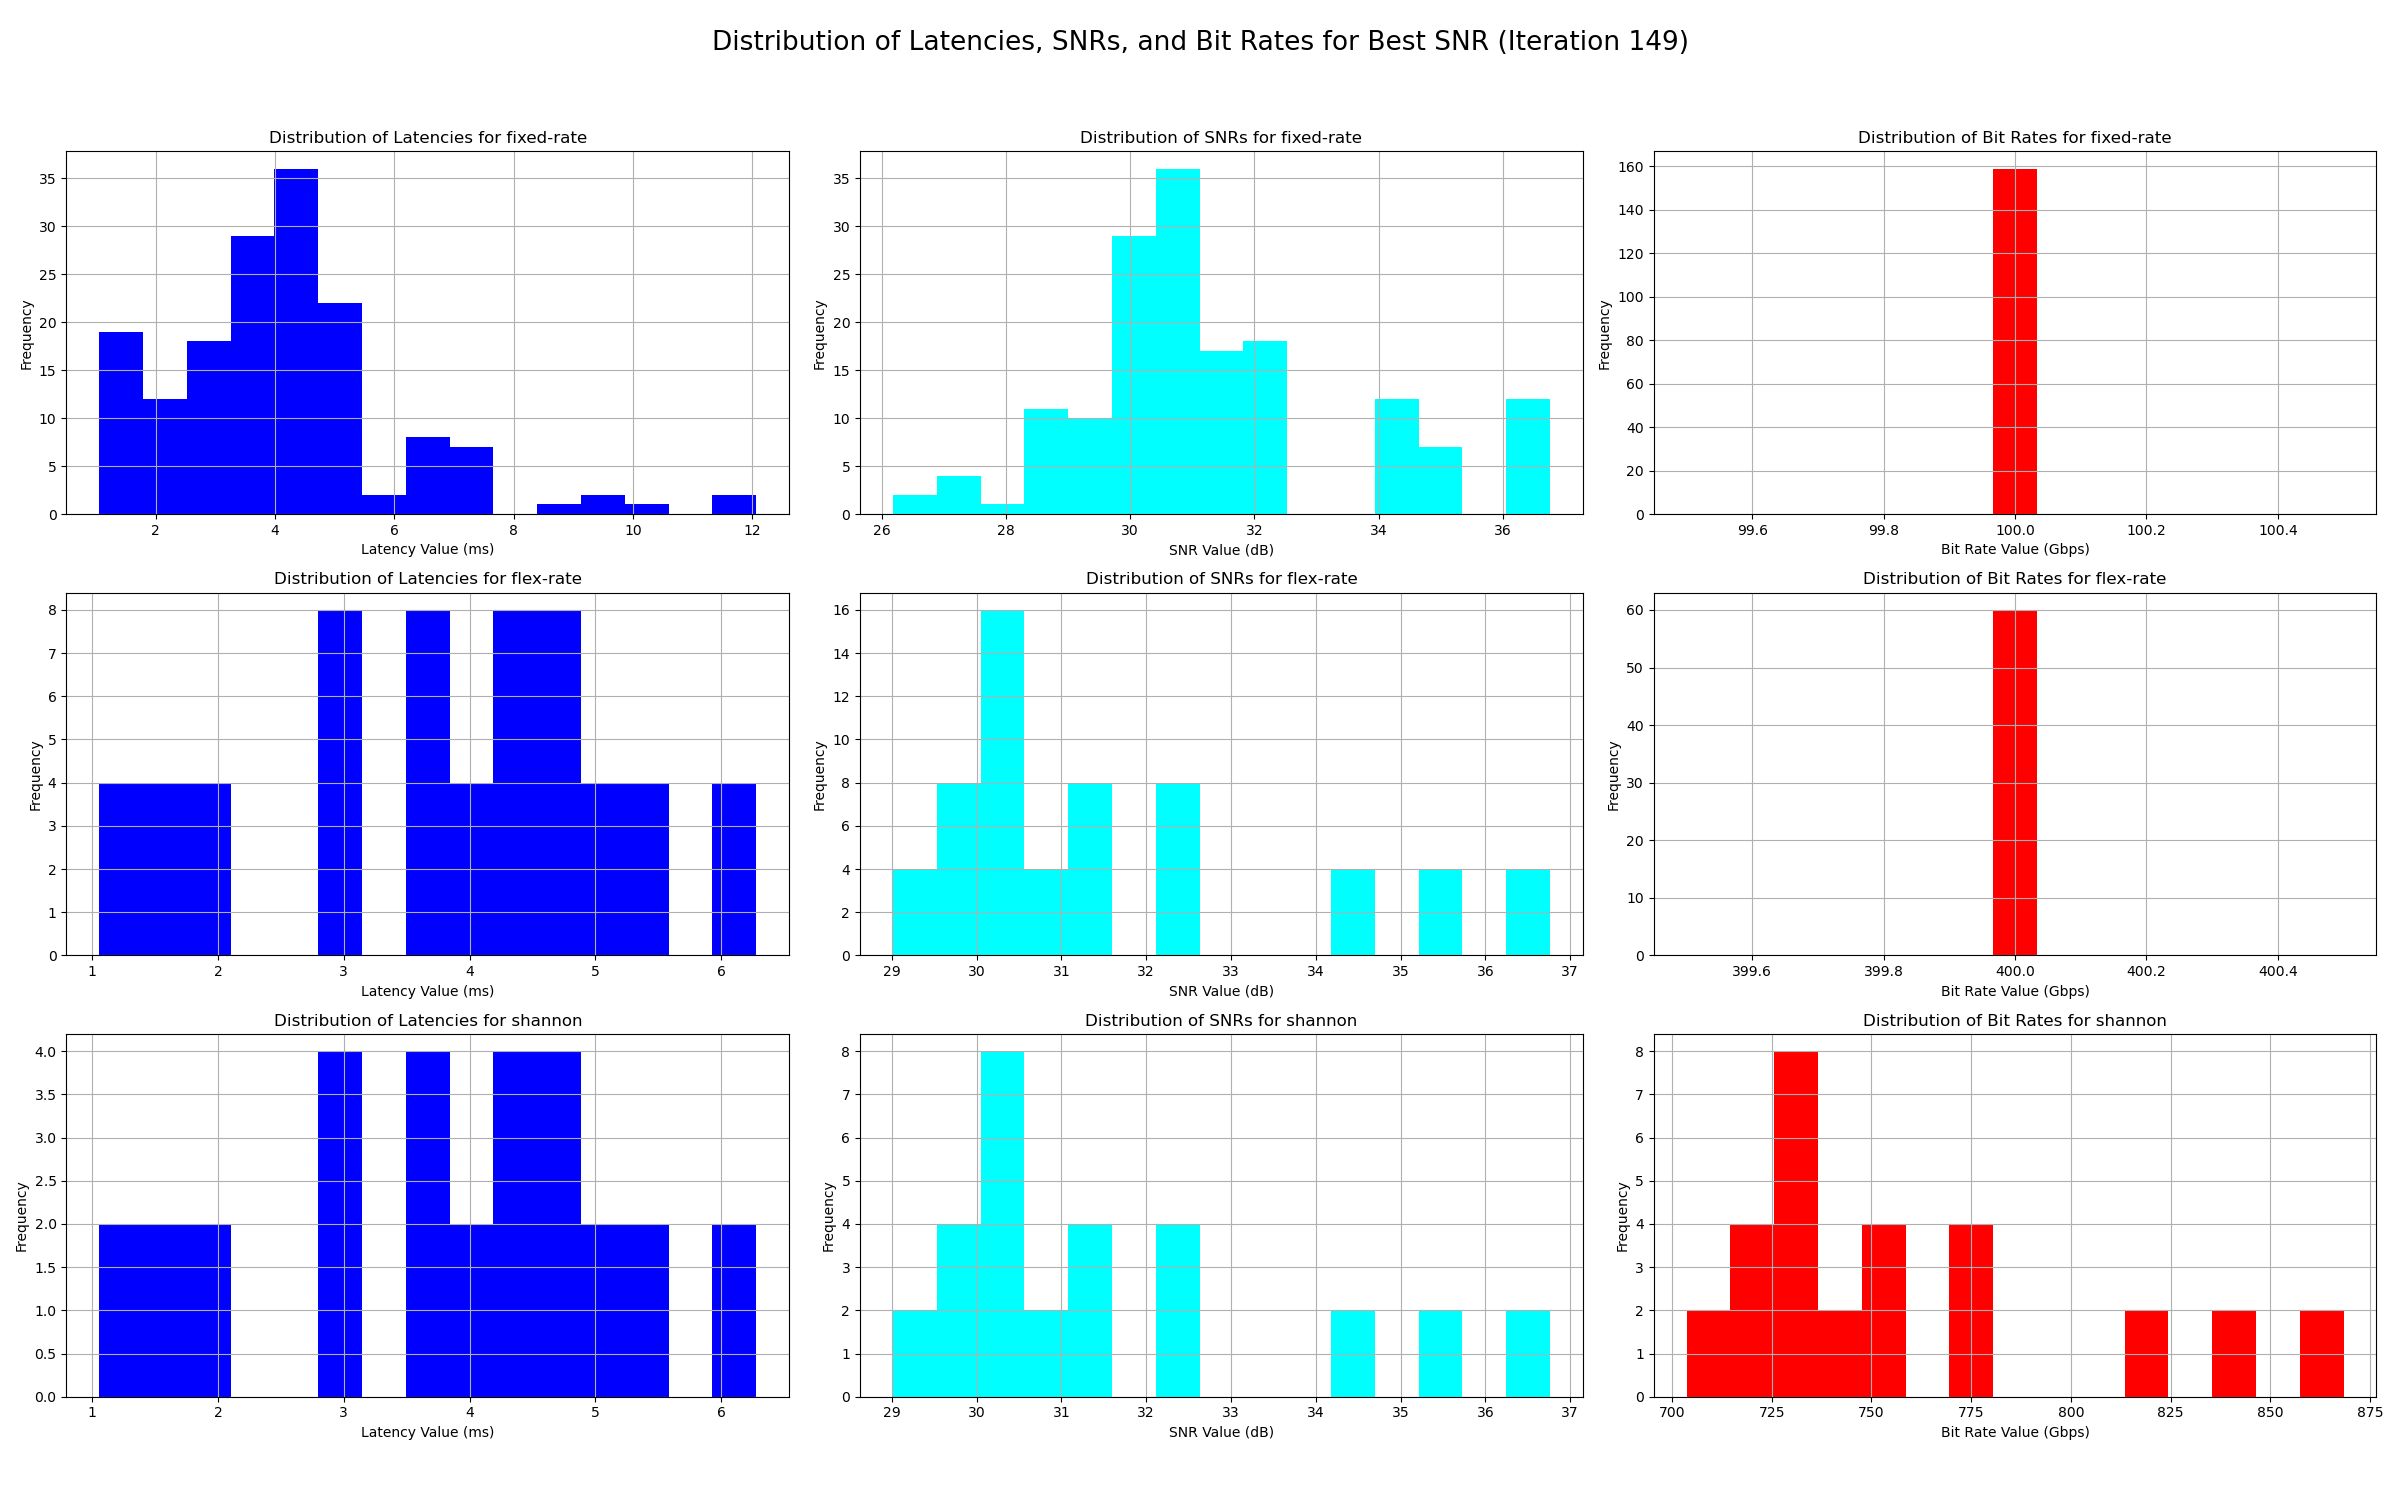 Distribution of Latencies, SNRs, and Bit Rates for Best SNR (Iteration 149)
Distribution of Latencies for fixed-rate
Frequency
35
30
25
20
15
10
5
0
2 4 6 8 10 12
Latency Value (ms)
Distribution of SNRs for fixed-rate
Frequency
35
30
25
20
15
10
5
0
26 28 30 32 34 36
SNR Value (dB)
Distribution of Bit Rates for fixed-rate
Frequency
160
140
120
100
80
60
40
20
0
99.6 99.8 100.0 100.2 100.4
Bit Rate Value (Gbps)
Distribution of Latencies for flex-rate
Frequency
8
7
6
5
4
3
2
1
0
1 2 3 4 5 6
Latency Value (ms)
Distribution of SNRs for flex-rate
Frequency
16
14
12
10
8
6
4
2
0
29 30 31 32 33 34 35 36 37
SNR Value (dB)
Distribution of Bit Rates for flex-rate
Frequency
60
50
40
30
20
10
0
399.6 399.8 400.0 400.2 400.4
Bit Rate Value (Gbps)
Distribution of Latencies for shannon
Frequency
4.0
3.5
3.0
2.5
2.0
1.5
1.0
0.5
0.0
1 2 3 4 5 6
Latency Value (ms)
Distribution of SNRs for shannon
Frequency
8
7
6
5
4
3
2
1
0
29 30 31 32 33 34 35 36 37
SNR Value (dB)
Distribution of Bit Rates for shannon
Frequency
8
7
6
5
4
3
2
1
0
700 725 750 775 800 825 850 875
Bit Rate Value (Gbps)